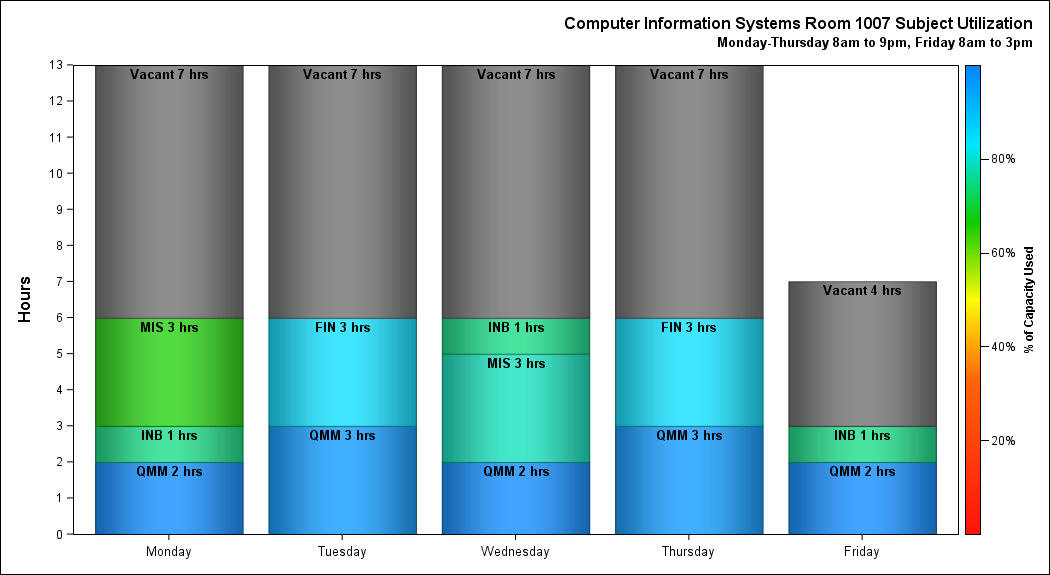 Computer Information Systems Room 1007 Subject Utilization
Monday-Thursday 8am to 9pm, Friday 8am to 3pm
Hours
13
12
11
10
9
8
7
6
5
4
3
2
1
0
Vacant 7 hrs
MIS 3 hrs
INB 1 hrs
QMM 2 hrs
Vacant 7 hrs
FIN 3 hrs
QMM 3 hrs
Vacant 7 hrs
INB 1 hrs
MIS 3 hrs
QMM 2 hrs
Vacant 7 hrs
FIN 3 hrs
QMM 3 hrs
Vacant 4 hrs
INB 1 hrs
QMM 2 hrs
Monday
Tuesday
Wednesday
Thursday
Friday
80%
60%
40%
20%
% of Capacity Used